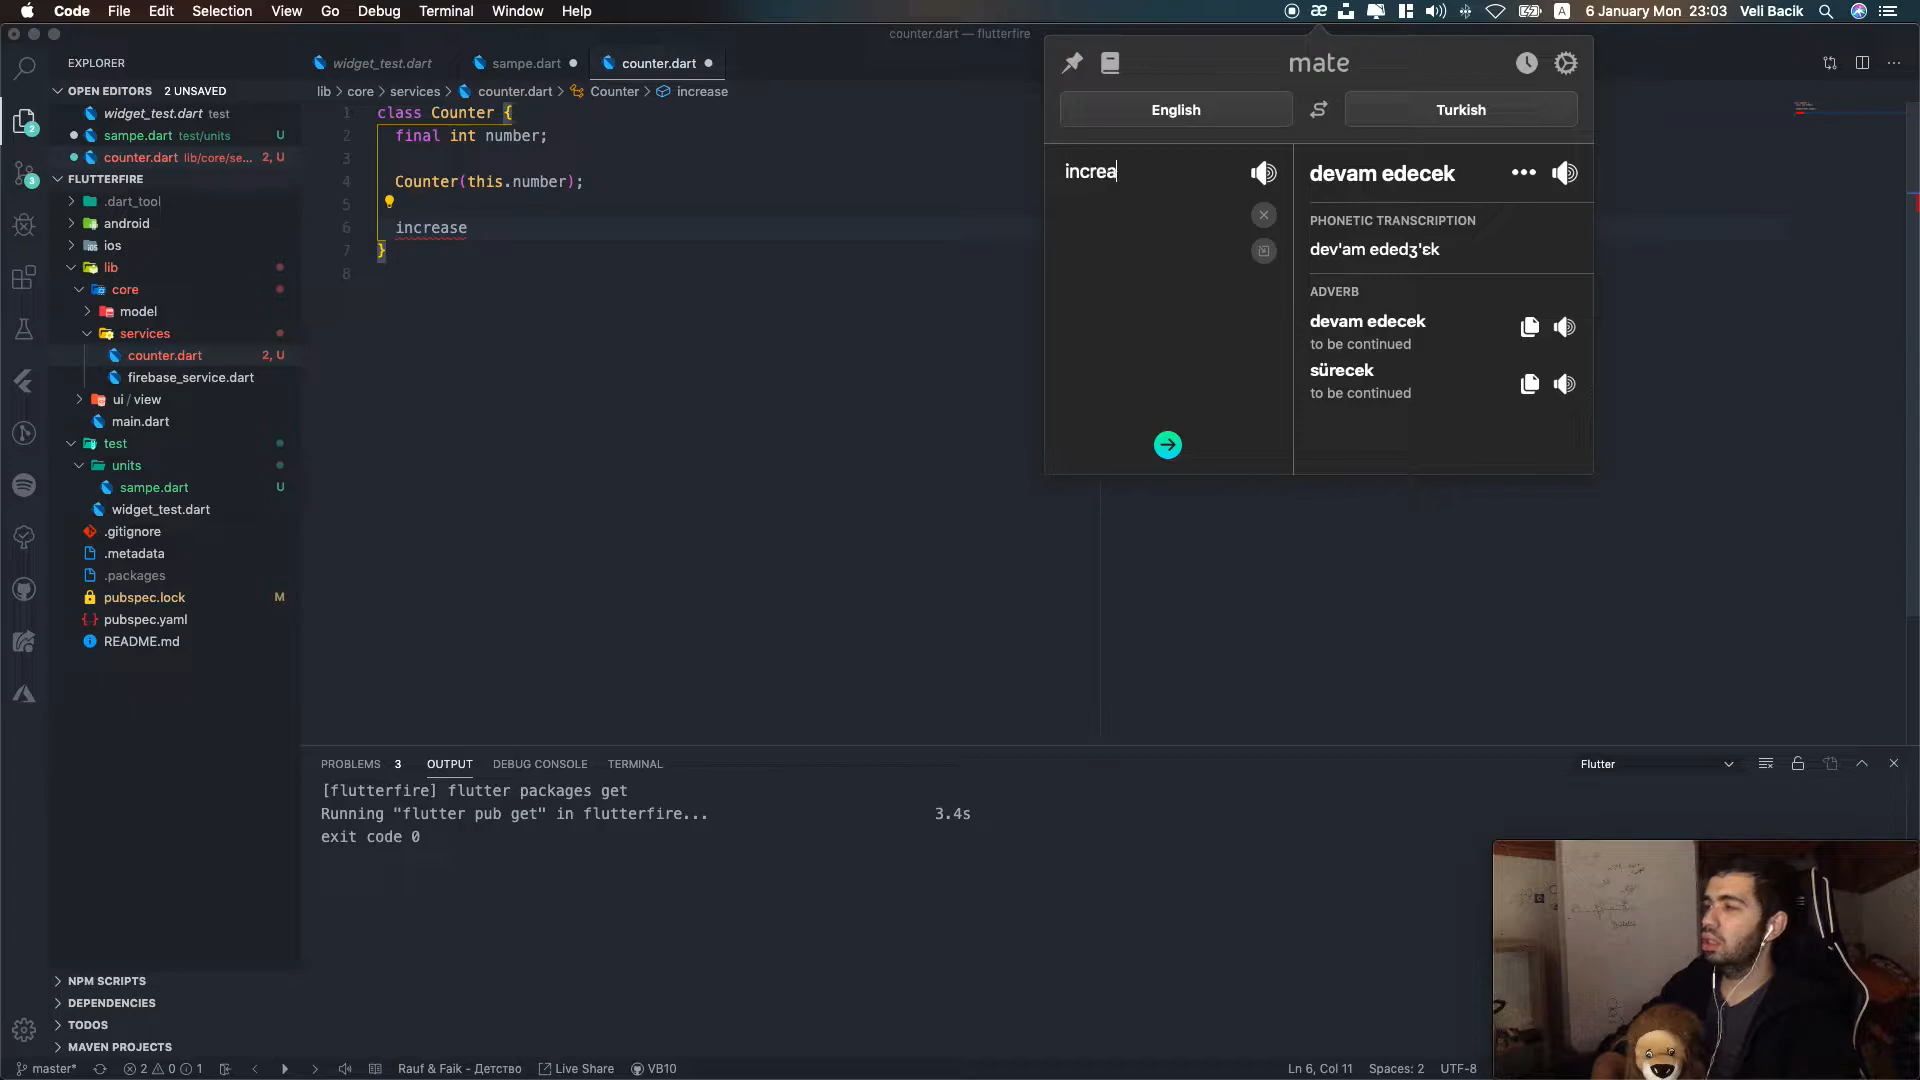 Code File Edit Selection View Go Debug Terminal Window Help
6 January Mon 23:03 Veli Bacik
counter.dart — flutterfire
EXPLORER
OPEN EDITORS 2 UNSAVED
widget_test.dart test
sampe.dart test/units U
counter.dart lib/core/se... 2, U
FLUTTERFIRE
.dart_tool
android
ios
lib
core
model
services
counter.dart 2, U
firebase_service.dart
ui / view
main.dart
test
units
sampe.dart U
widget_test.dart
.gitignore
.metadata
.packages
pubspec.lock M
pubspec.yaml
README.md
NPM SCRIPTS
DEPENDENCIES
TODOS
MAVEN PROJECTS
widget_test.dart sampe.dart counter.dart
lib core services counter.dart Counter increase
1 class Counter {
2 final int number;
3
4 Counter(this.number);
5
6 increase
7 }
8
mate
English Turkish
increa
devam edecek
PHONETIC TRANSCRIPTION
dev'am ededʒ'ɛk
ADVERB
devam edecek
to be continued
sürecek
to be continued
PROBLEMS 3 OUTPUT DEBUG CONSOLE TERMINAL
Flutter
[flutterfire] flutter packages get
Running "flutter pub get" in flutterfire... 3.4s
exit code 0
master* 2 0 1 Rauf & Faik - Детство Live Share VB10 Ln 6, Col 11 Spaces: 2 UTF-8